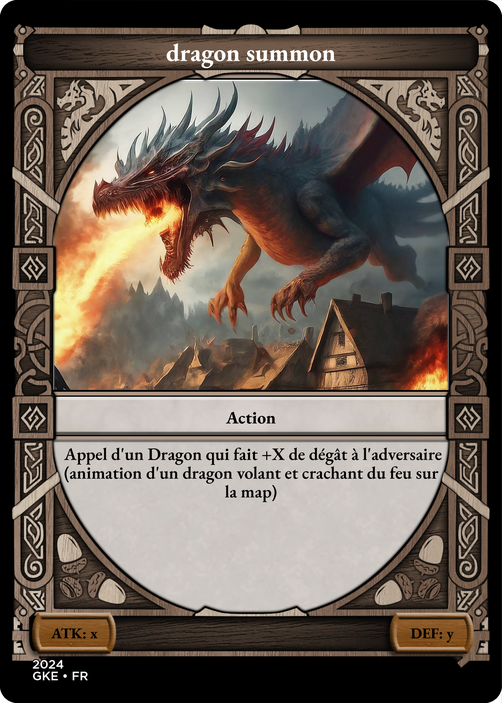 dragon summon
Action
Appel d'un Dragon qui fait +X de dégât à l'adversaire
(animation d'un dragon volant et crachant du feu sur
la map)
ATK: x
DEF: y
2024
GKE • FR